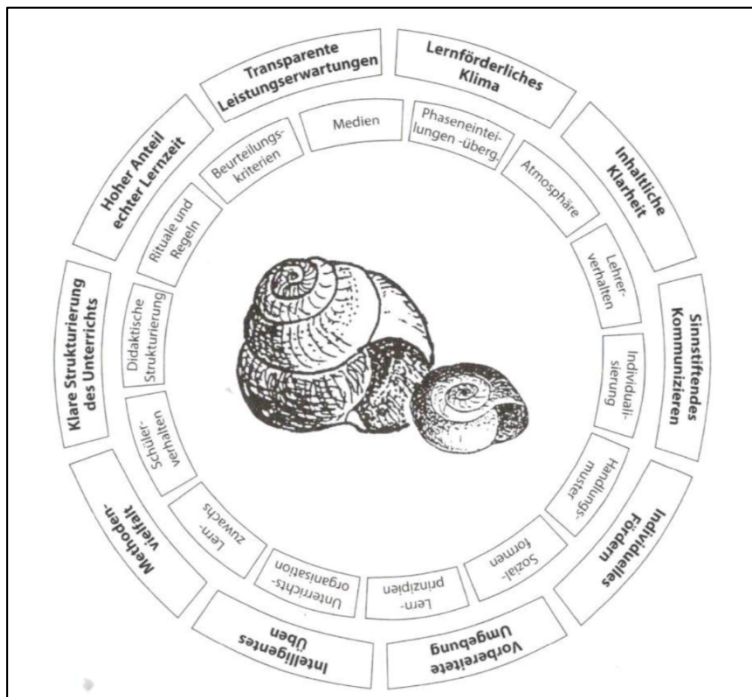 Transparente
Leistungserwartungen
Lernförderliches
Klima
Inhaltliche
Klarheit
Sinnstiftendes
Kommunizieren
Individuelles
Fördern
Vorbereitete
Umgebung
Intelligentes
Üben
Methoden-
vielfalt
Klare Strukturierung
des Unterrichts
Hoher Anteil
echter Lernzeit
Medien
Phaseneintei-
lungen -überg.
Atmosphäre
Lehrer-
verhalten
Individuali-
sierung
Handlungs-
muster
Sozial-
formen
Lern-
prinzipien
Unterrichts-
organisation
Lern-
zuwachs
Schüler-
verhalten
Didaktische
Strukturierung
Rituale und
Regeln
Beurteilungs-
kriterien